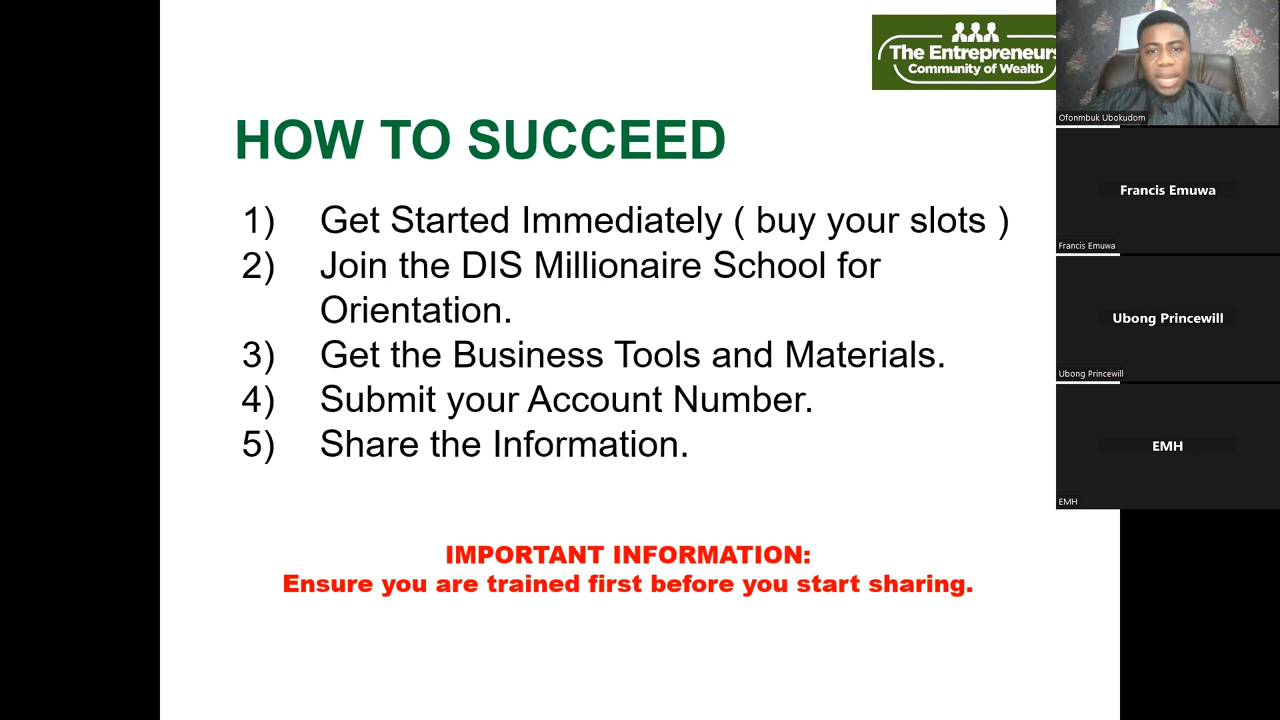 The Entrepreneurs
Community of Wealth
HOW TO SUCCEED
1) Get Started Immediately ( buy your slots )
2) Join the DIS Millionaire School for
Orientation.
3) Get the Business Tools and Materials.
4) Submit your Account Number.
5) Share the Information.
IMPORTANT INFORMATION:
Ensure you are trained first before you start sharing.
Ofonmbuk Ubokudom
Francis Emuwa
Francis Emuwa
Ubong Princewill
Ubong Princewill
EMH
EMH